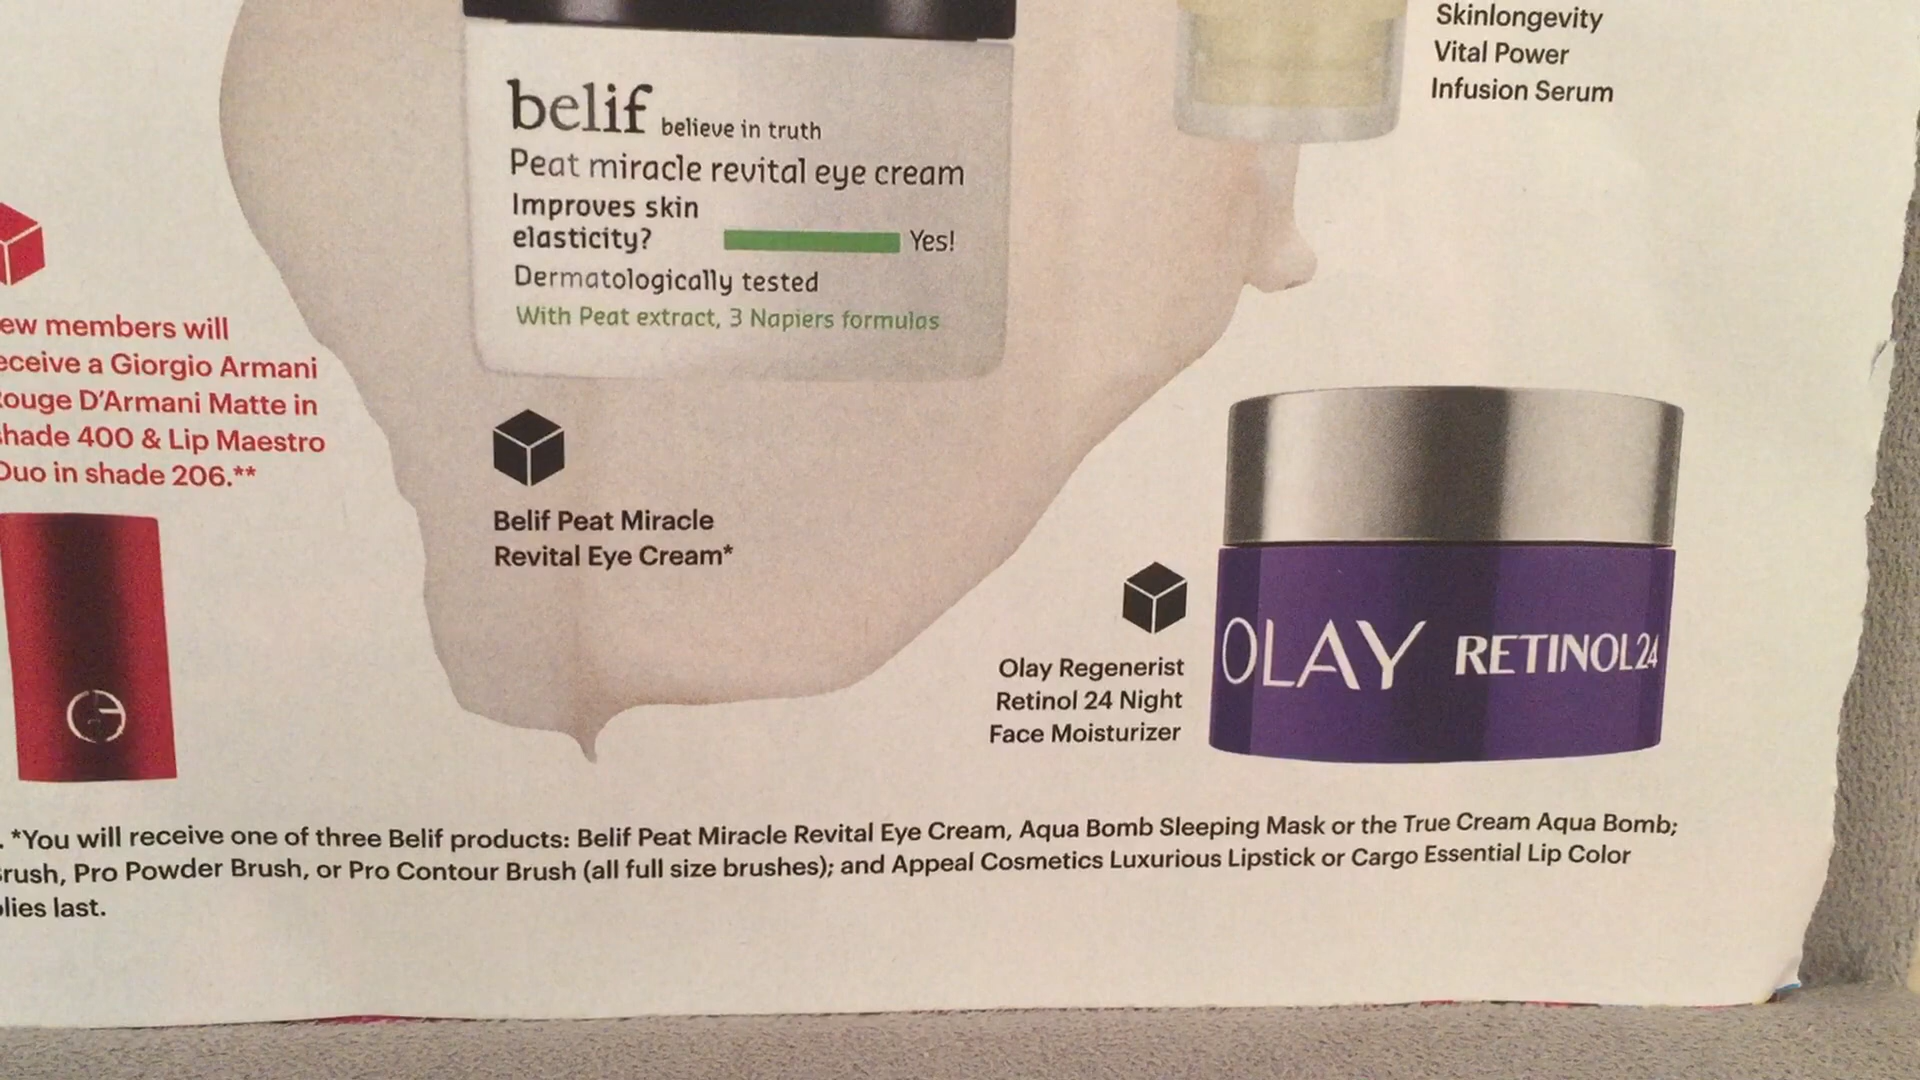 Skinlongevity
Vital Power
Infusion Serum
belif believe in truth
Peat miracle revital eye cream
Improves skin
elasticity? Yes!
Dermatologically tested
With Peat extract, 3 Napiers formulas
ew members will
eceive a Giorgio Armani
ouge D'Armani Matte in
hade 400 & Lip Maestro
Duo in shade 206.**
Belif Peat Miracle
Revital Eye Cream*
OLAY RETINOL24
Olay Regenerist
Retinol 24 Night
Face Moisturizer
. *You will receive one of three Belif products: Belif Peat Miracle Revital Eye Cream, Aqua Bomb Sleeping Mask or the True Cream Aqua Bomb;
rush, Pro Powder Brush, or Pro Contour Brush (all full size brushes); and Appeal Cosmetics Luxurious Lipstick or Cargo Essential Lip Color
lies last.